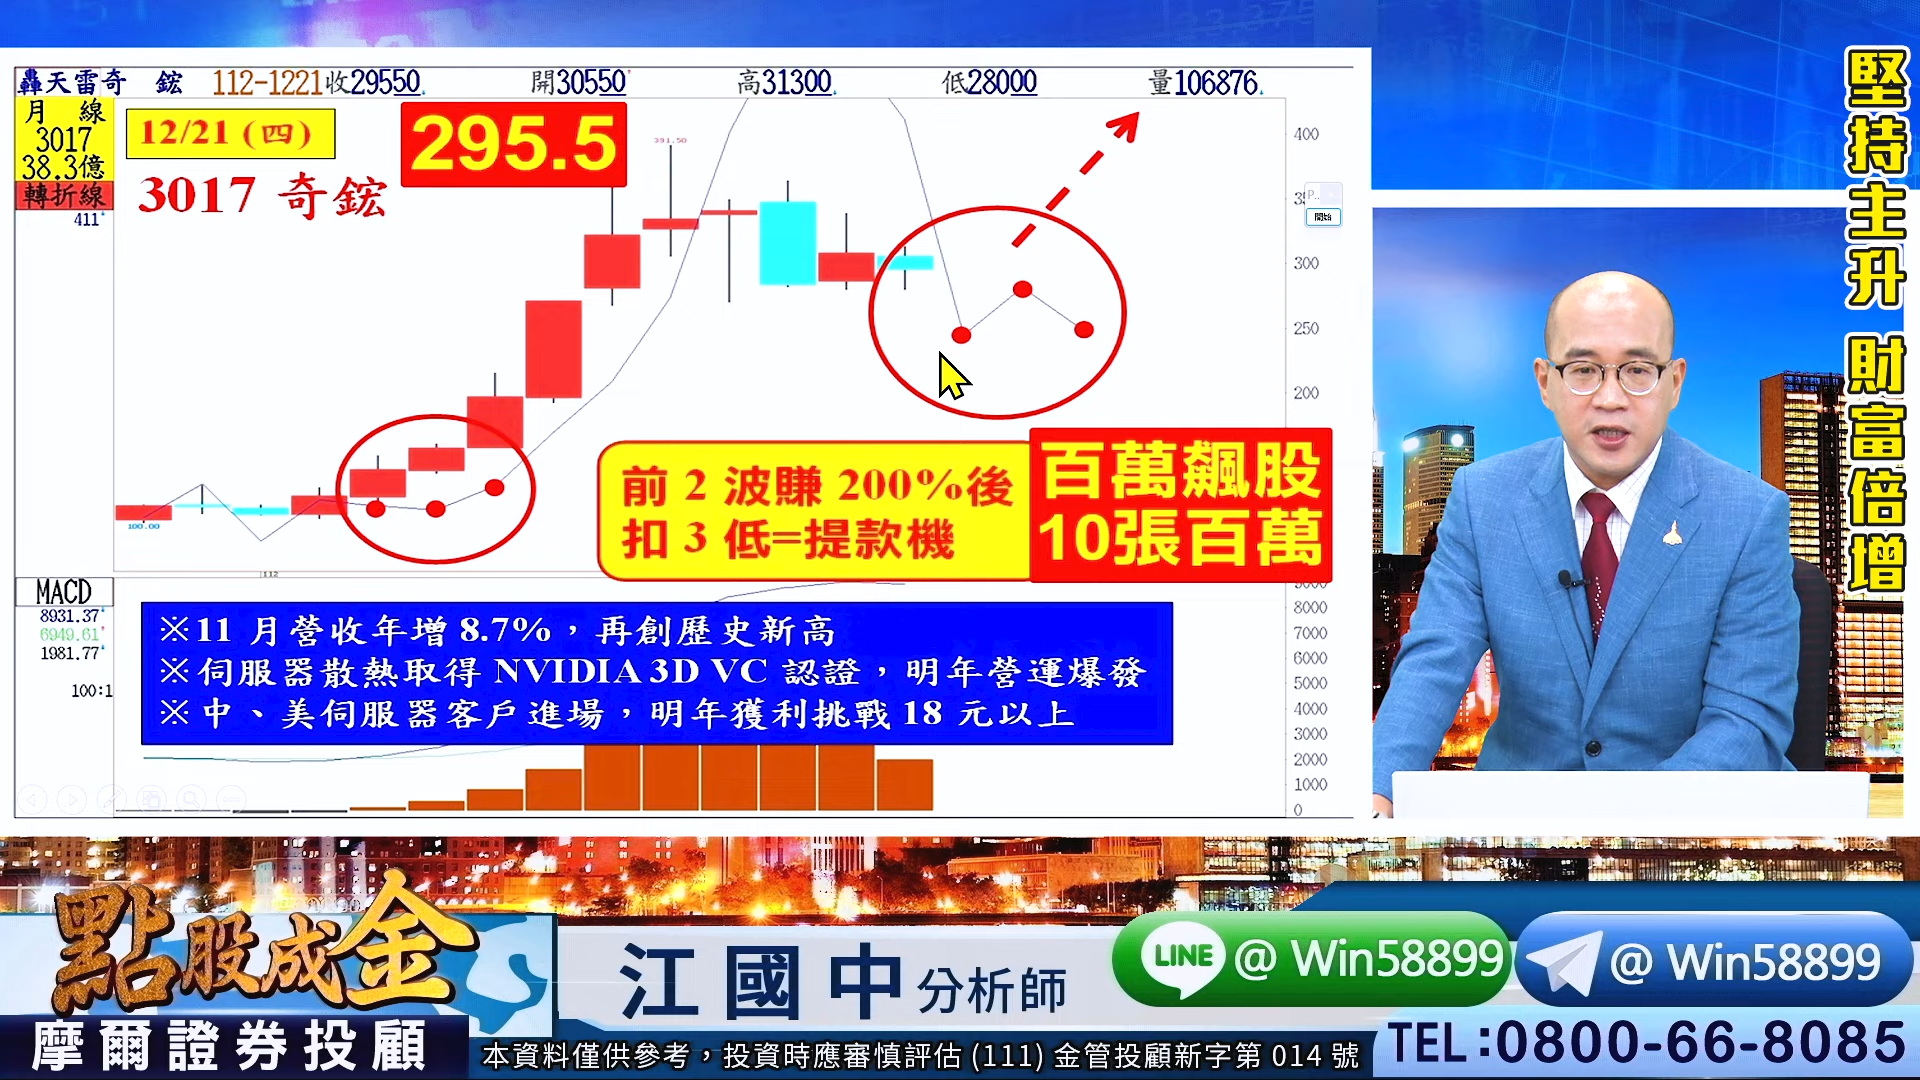 轟天雷奇 鋐 112-1221收29550 開30550 高31300 低28000 量106876
月 線
3017
38.3億
轉折線
411
12/21 (四)
295.5
3017 奇鋐
391.50
100.00
112
400
300
250
200
開始
前 2 波賺 200%後
扣 3 低=提款機
百萬飆股
10張百萬
MACD
8931.37
6949.61
1981.77
100:1
8000
7000
6000
5000
4000
3000
2000
1000
0
※11 月營收年增 8.7%，再創歷史新高
※伺服器散熱取得 NVIDIA 3D VC 認證，明年營運爆發
※中、美伺服器客戶進場，明年獲利挑戰 18 元以上
堅持主升 財富倍增
點股成金
摩爾證券投顧
江國中分析師
LINE @ Win58899
@ Win58899
TEL:0800-66-8085
本資料僅供參考，投資時應審慎評估 (111) 金管投顧新字第 014 號